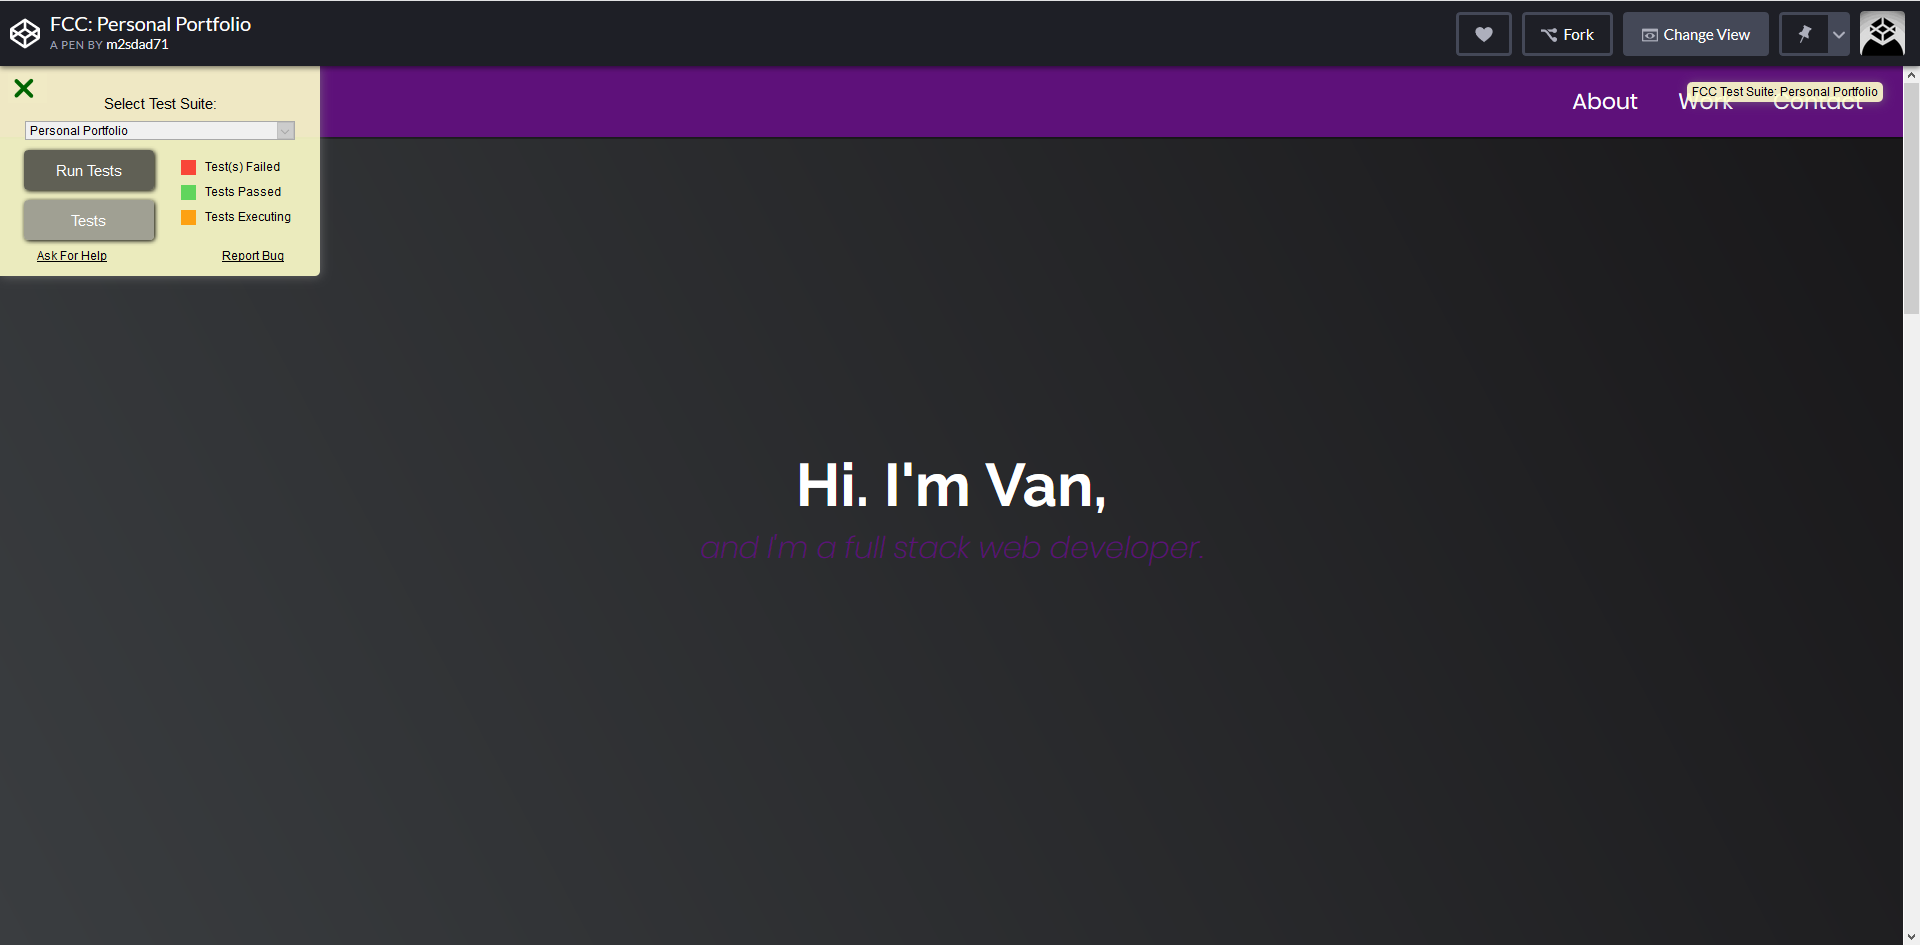 FCC: Personal Portfolio
A PEN BY m2sdad71
Fork
Change View
Select Test Suite:
Personal Portfolio
Run Tests
Tests
Test(s) Failed
Tests Passed
Tests Executing
Ask For Help
Report Bug
About
Work
Contact
FCC Test Suite: Personal Portfolio
Hi. I'm Van,
and I'm a full stack web developer.